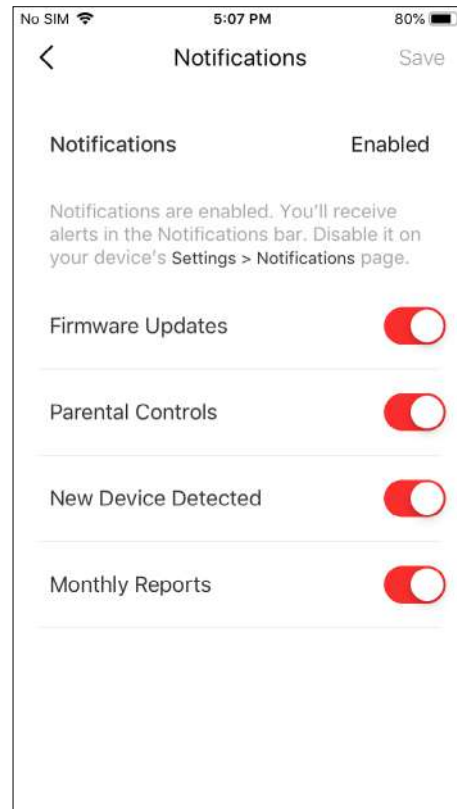 No SIM 5:07 PM 80%
Notifications Save
Notifications Enabled
Notifications are enabled. You'll receive
alerts in the Notifications bar. Disable it on
your device's Settings > Notifications page.
Firmware Updates
Parental Controls
New Device Detected
Monthly Reports